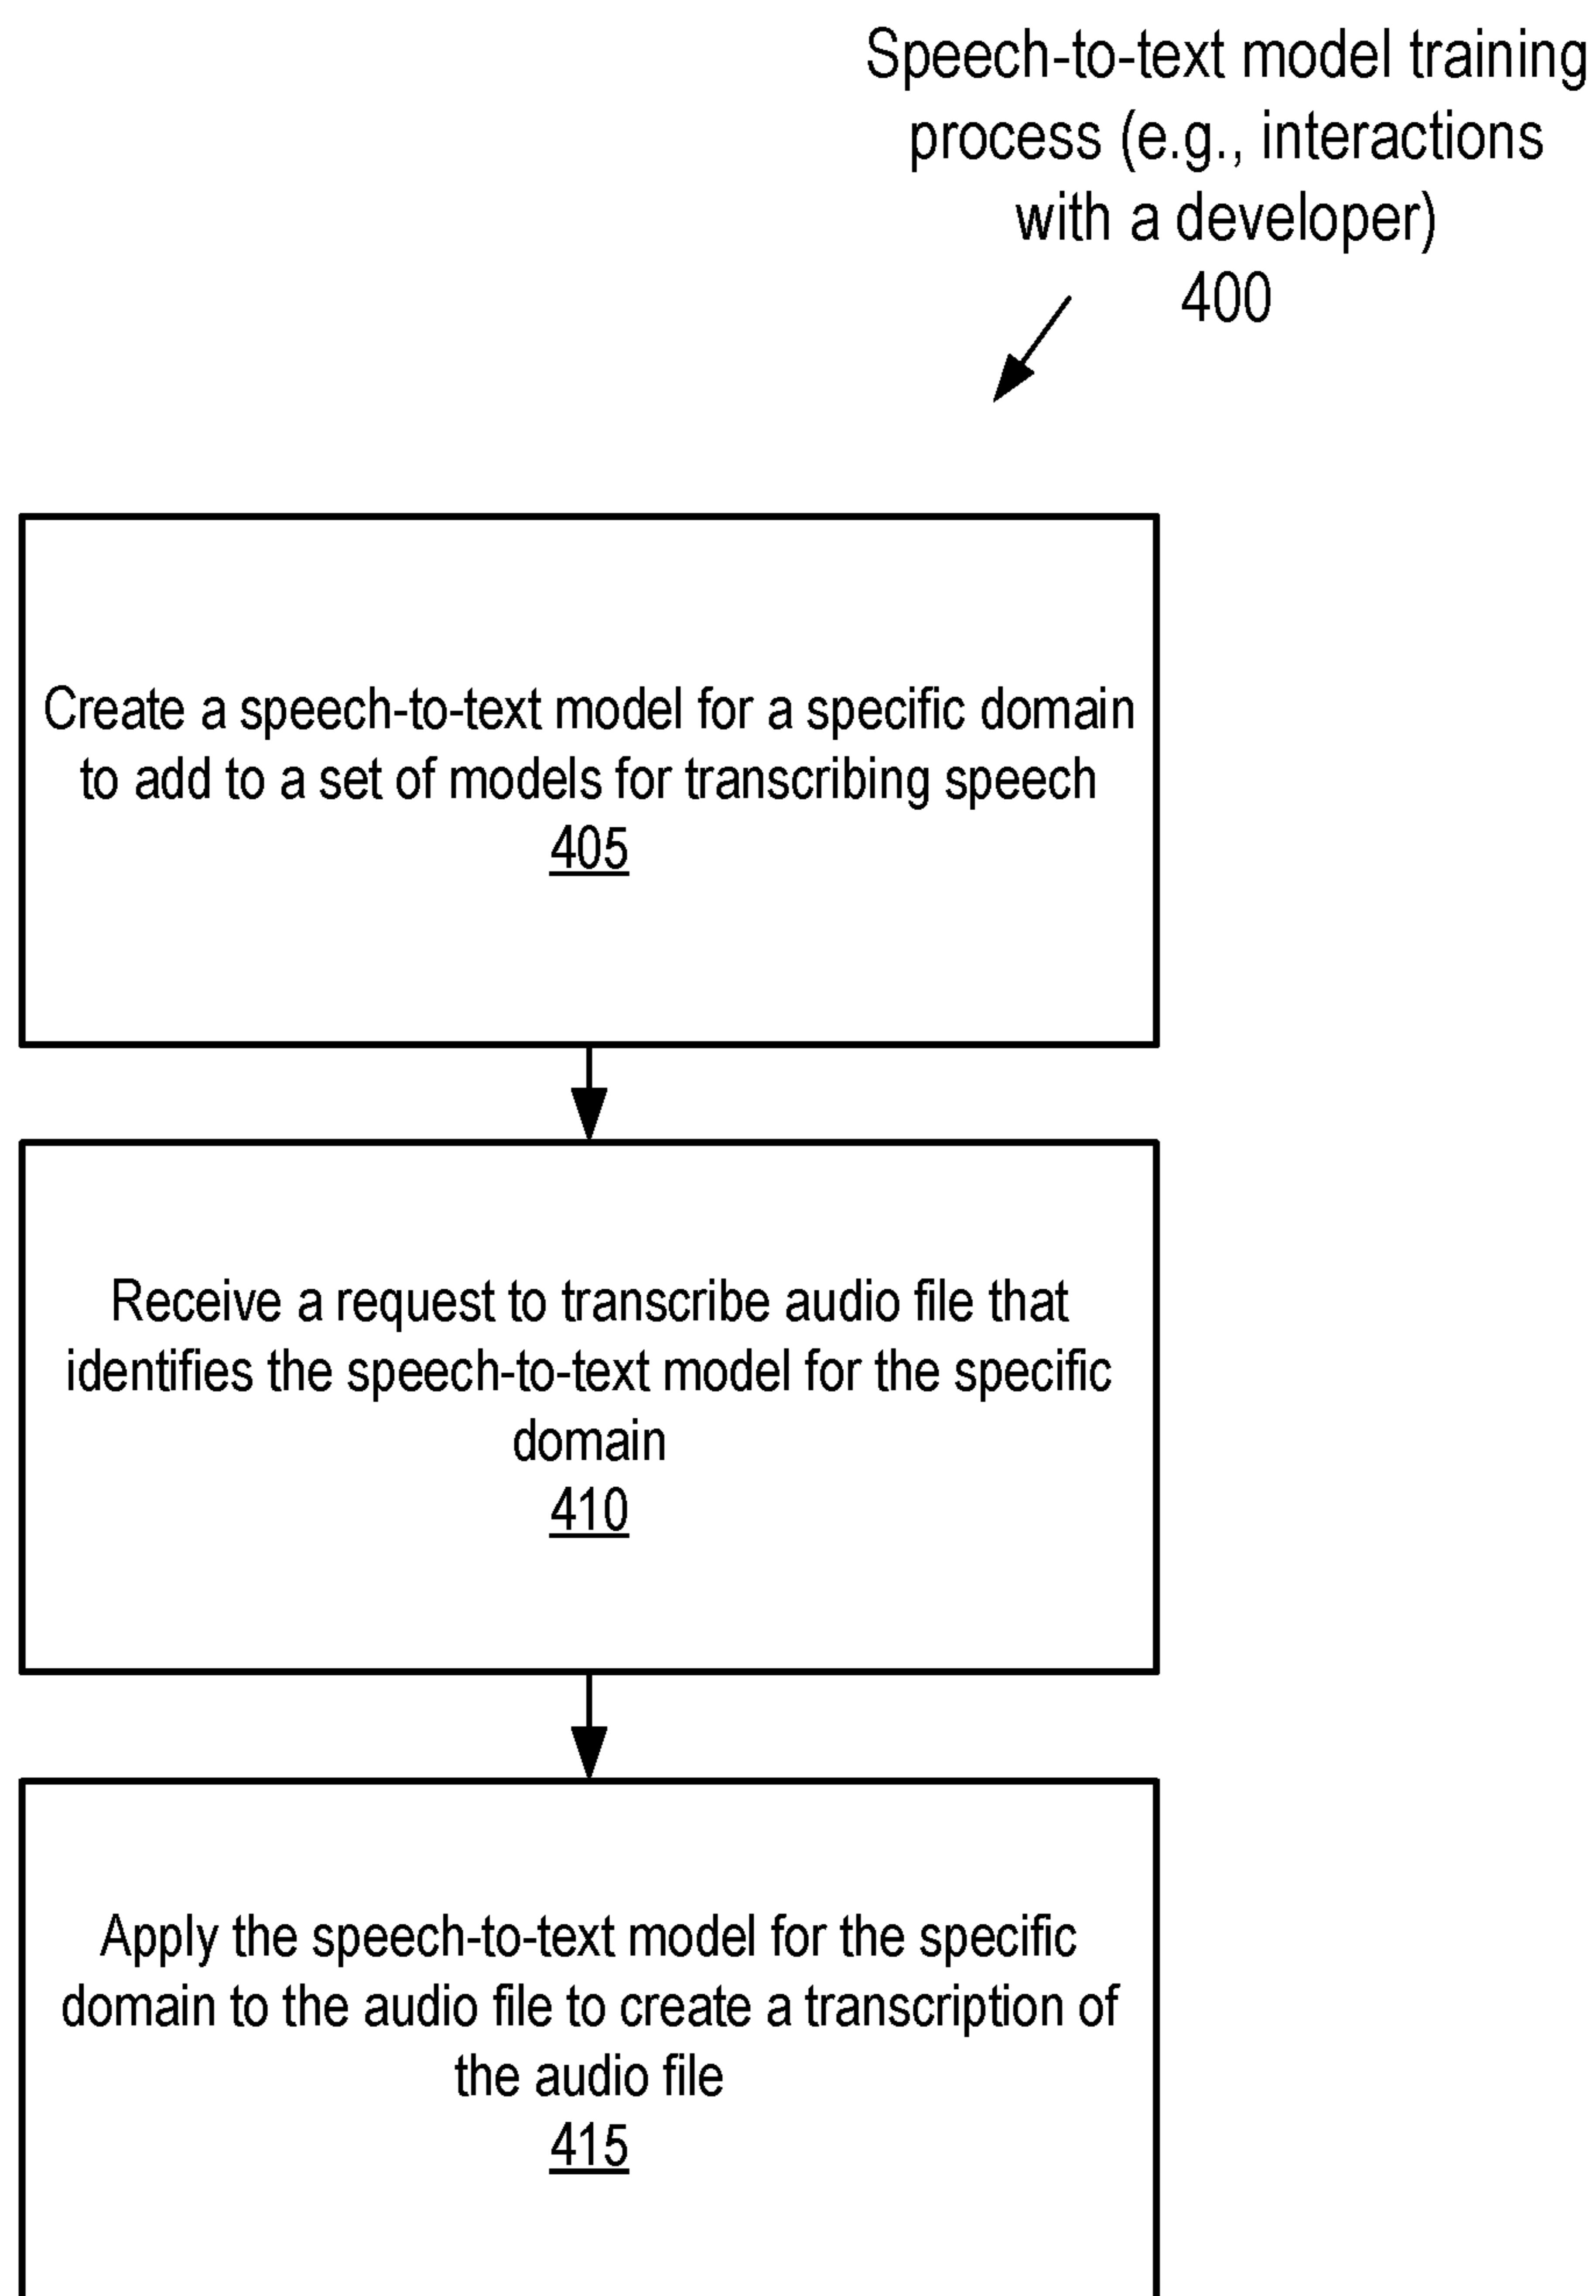 Speech-to-text model training
process (e.g., interactions
with a developer)
400
Create a speech-to-text model for a specific domain
to add to a set of models for transcribing speech
405
Receive a request to transcribe audio file that
identifies the speech-to-text model for the specific
domain
410
Apply the speech-to-text model for the specific
domain to the audio file to create a transcription of
the audio file
415